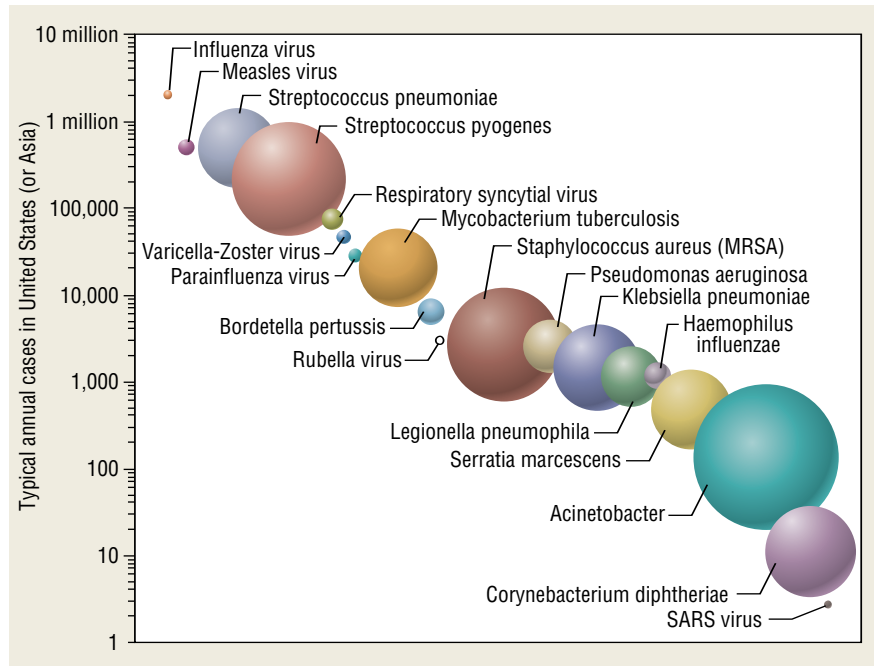 Typical annual cases in United States (or Asia)
10 million
1 million
100,000
10,000
1,000
100
10
1
Influenza virus
Measles virus
Streptococcus pneumoniae
Streptococcus pyogenes
Respiratory syncytial virus
Mycobacterium tuberculosis
Varicella-Zoster virus
Staphylococcus aureus (MRSA)
Parainfluenza virus
Pseudomonas aeruginosa
Klebsiella pneumoniae
Bordetella pertussis
Haemophilus
influenzae
Rubella virus
Legionella pneumophila
Serratia marcescens
Acinetobacter
Corynebacterium diphtheriae
SARS virus